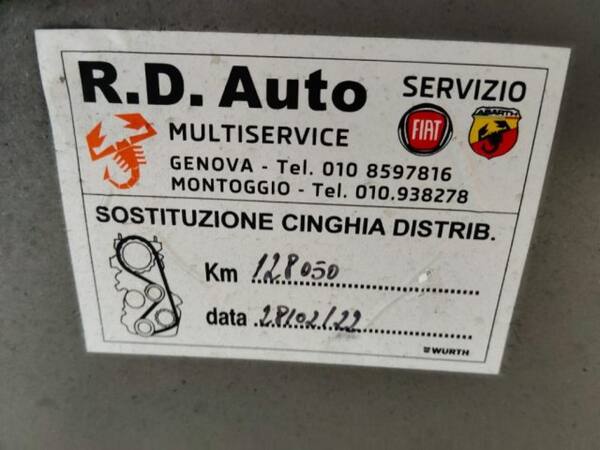 R.D. Auto
SERVIZIO
FIAT
ABARTH
MULTISERVICE
GENOVA - Tel. 010 8597816
MONTOGGIO - Tel. 010.938278
SOSTITUZIONE CINGHIA DISTRIB.
Km 128050
data 28/02/22
WÜRTH